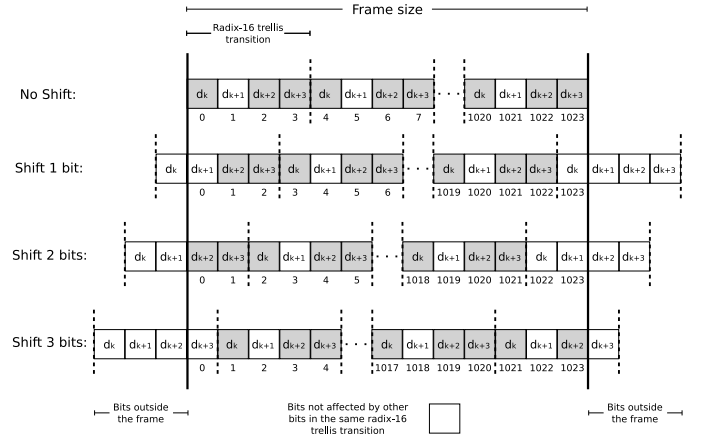 Frame size
Radix-16 trellis
transition
No Shift:
dk dk+1 dk+2 dk+3 dk dk+1 dk+2 dk+3 · · · dk dk+1 dk+2 dk+3
0 1 2 3 4 5 6 7 1020 1021 1022 1023
Shift 1 bit:
dk dk+1 dk+2 dk+3 dk dk+1 dk+2 dk+3 · · · dk dk+1 dk+2 dk+3 dk dk+1 dk+2 dk+3
0 1 2 3 4 5 6 1019 1020 1021 1022 1023
Shift 2 bits:
dk dk+1 dk+2 dk+3 dk dk+1 dk+2 dk+3 · · · dk dk+1 dk+2 dk+3 dk dk+1 dk+2 dk+3
0 1 2 3 4 5 1018 1019 1020 1021 1022 1023
Shift 3 bits:
dk dk+1 dk+2 dk+3 dk dk+1 dk+2 dk+3 · · · dk dk+1 dk+2 dk+3 dk dk+1 dk+2 dk+3
0 1 2 3 4 1017 1018 1019 1020 1021 1022 1023
Bits outside
the frame
Bits not affected by other
bits in the same radix-16
trellis transition
Bits outside
the frame